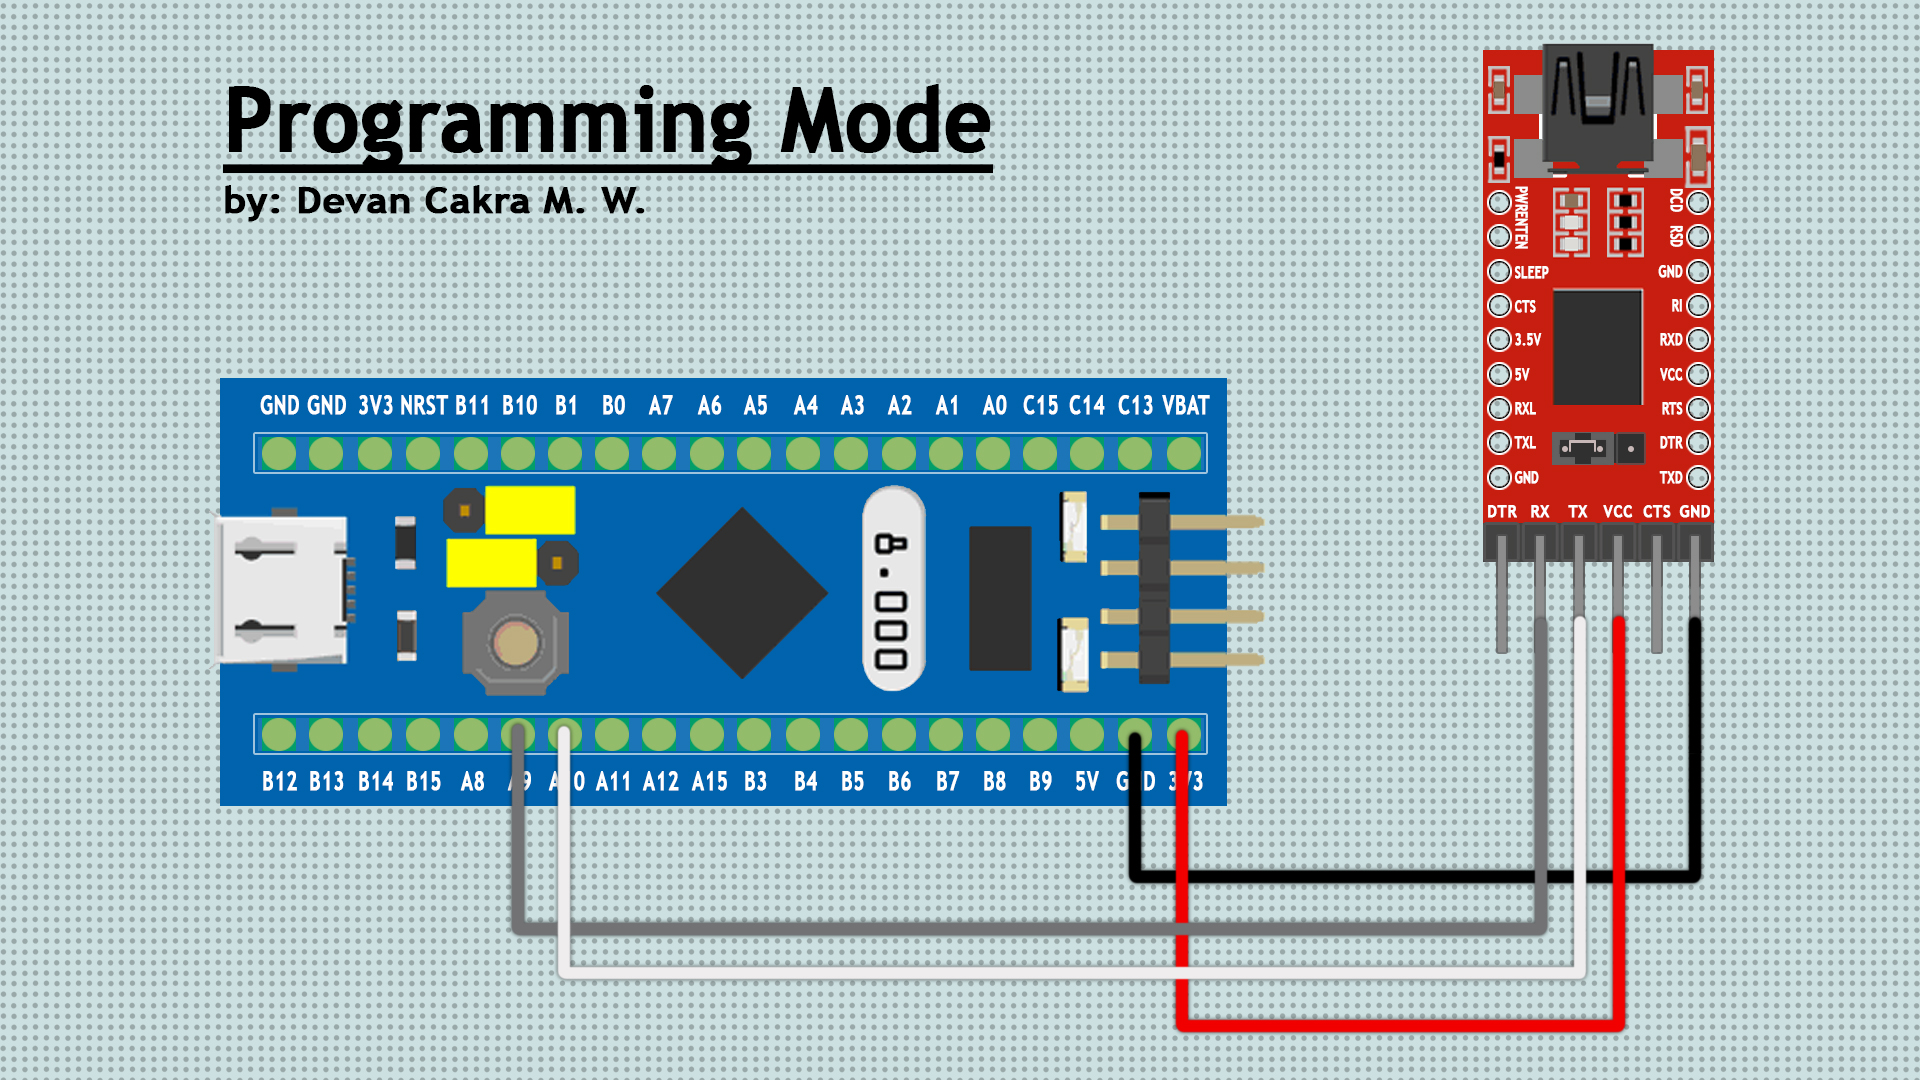 Programming Mode
by: Devan Cakra M. W.
PWRENTEN DCD
RSD
SLEEP GND
CTS RI
3.5V RXD
5V VCC
RXL RTS
TXL DTR
GND TXD
DTR RX TX VCC CTS GND
GND GND 3V3 NRST B11 B10 B1 B0 A7 A6 A5 A4 A3 A2 A1 A0 C15 C14 C13 VBAT
8.000
B12 B13 B14 B15 A8 A9 A10 A11 A12 A15 B3 B4 B5 B6 B7 B8 B9 5V GND 3V3